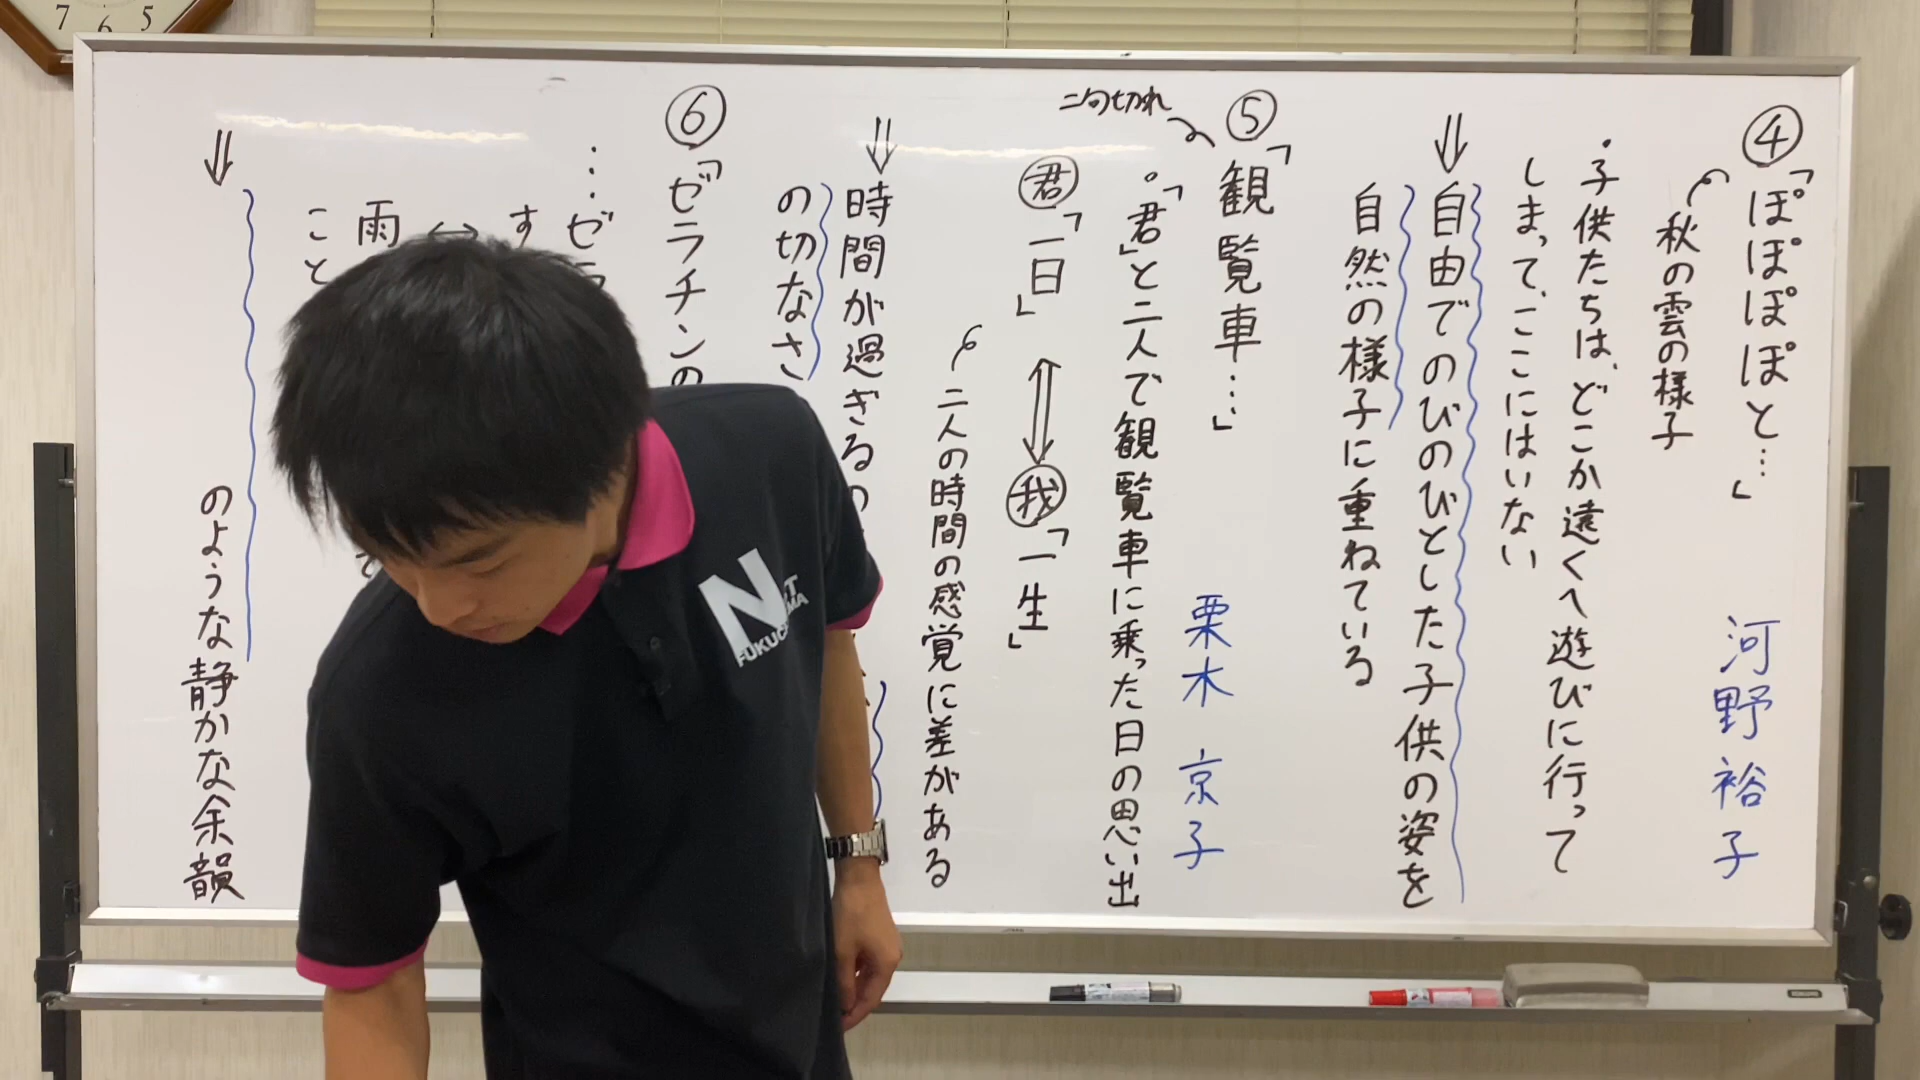 ④「ぽぽぽぽと…」 河野 裕子
秋の雲の様子
・子供たちは、どこか遠くへ遊びに行って
しまって、ここにはいない
⇓ 自由でのびのびとした子供の姿を
自然の様子に重ねている
⑤「観覧車…」 栗木 京子
二句切れ
・「君」と二人で観覧車に乗った日の思い出
君「一日」⇔我「一生」
二人の時間の感覚に差がある
⇓ 時間が過ぎるの
の切なさ
⑥「ゼラチンの
…ゼラ
す
↔
雨
こと
⇓
のような静かな余韻
N T
FUKUC MA
7 6 5